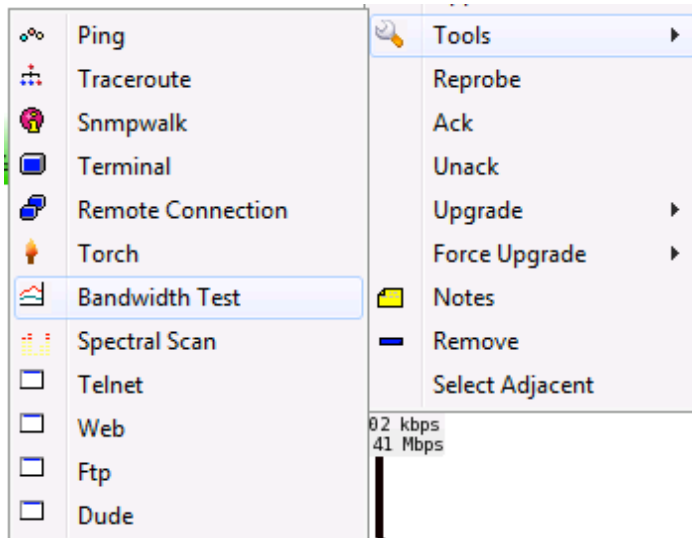 Ping
Traceroute
Snmpwalk
Terminal
Remote Connection
Torch
Bandwidth Test
Spectral Scan
Telnet
Web
Ftp
Dude
Tools
Reprobe
Ack
Unack
Upgrade
Force Upgrade
Notes
Remove
Select Adjacent
02 kbps
41 Mbps